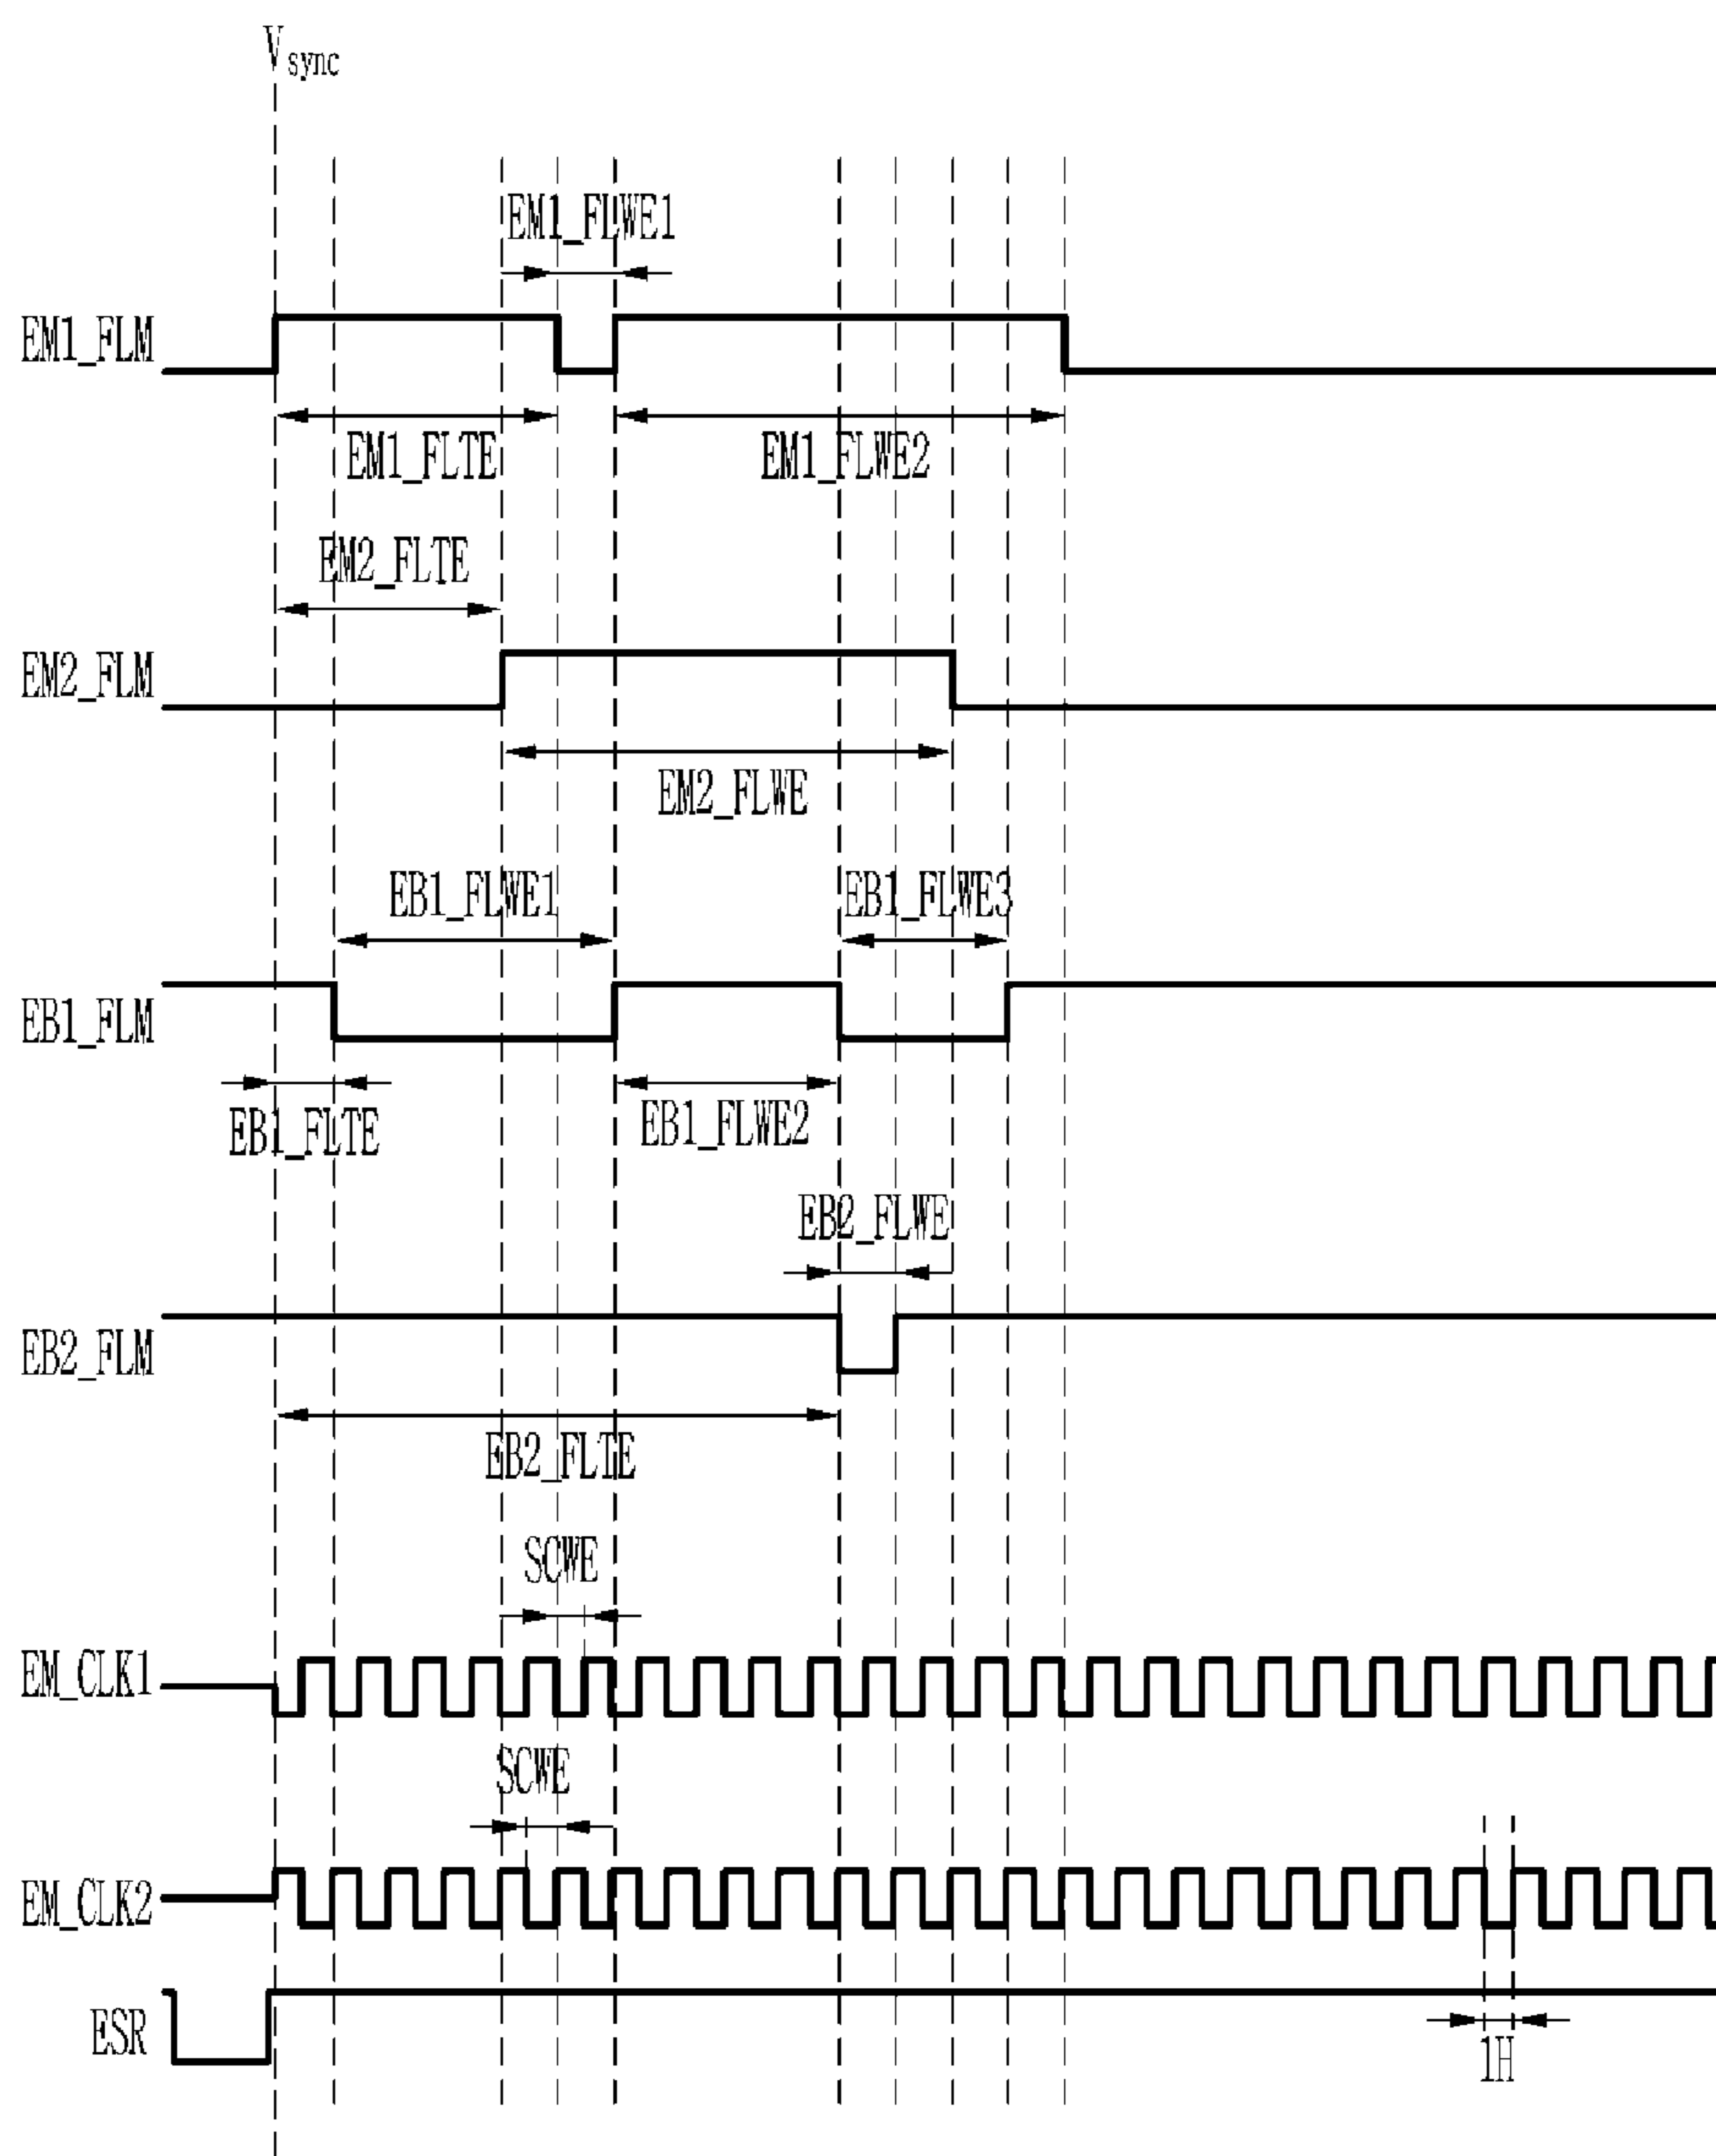 Vsync
EM1_FLWE1
EM1_FLM
EM1_FLTE
EM1_FLWE2
EM2_FLTE
EM2_FLM
EM2_FLWE
EB1_FLWE1
EB1_FLWE3
EB1_FLM
EB1_FLTE
EB1_FLWE2
EB2_FLWE
EB2_FLM
EB2_FLTE
SCWE
EM_CLK1
SCWE
EM_CLK2
ESR
1H